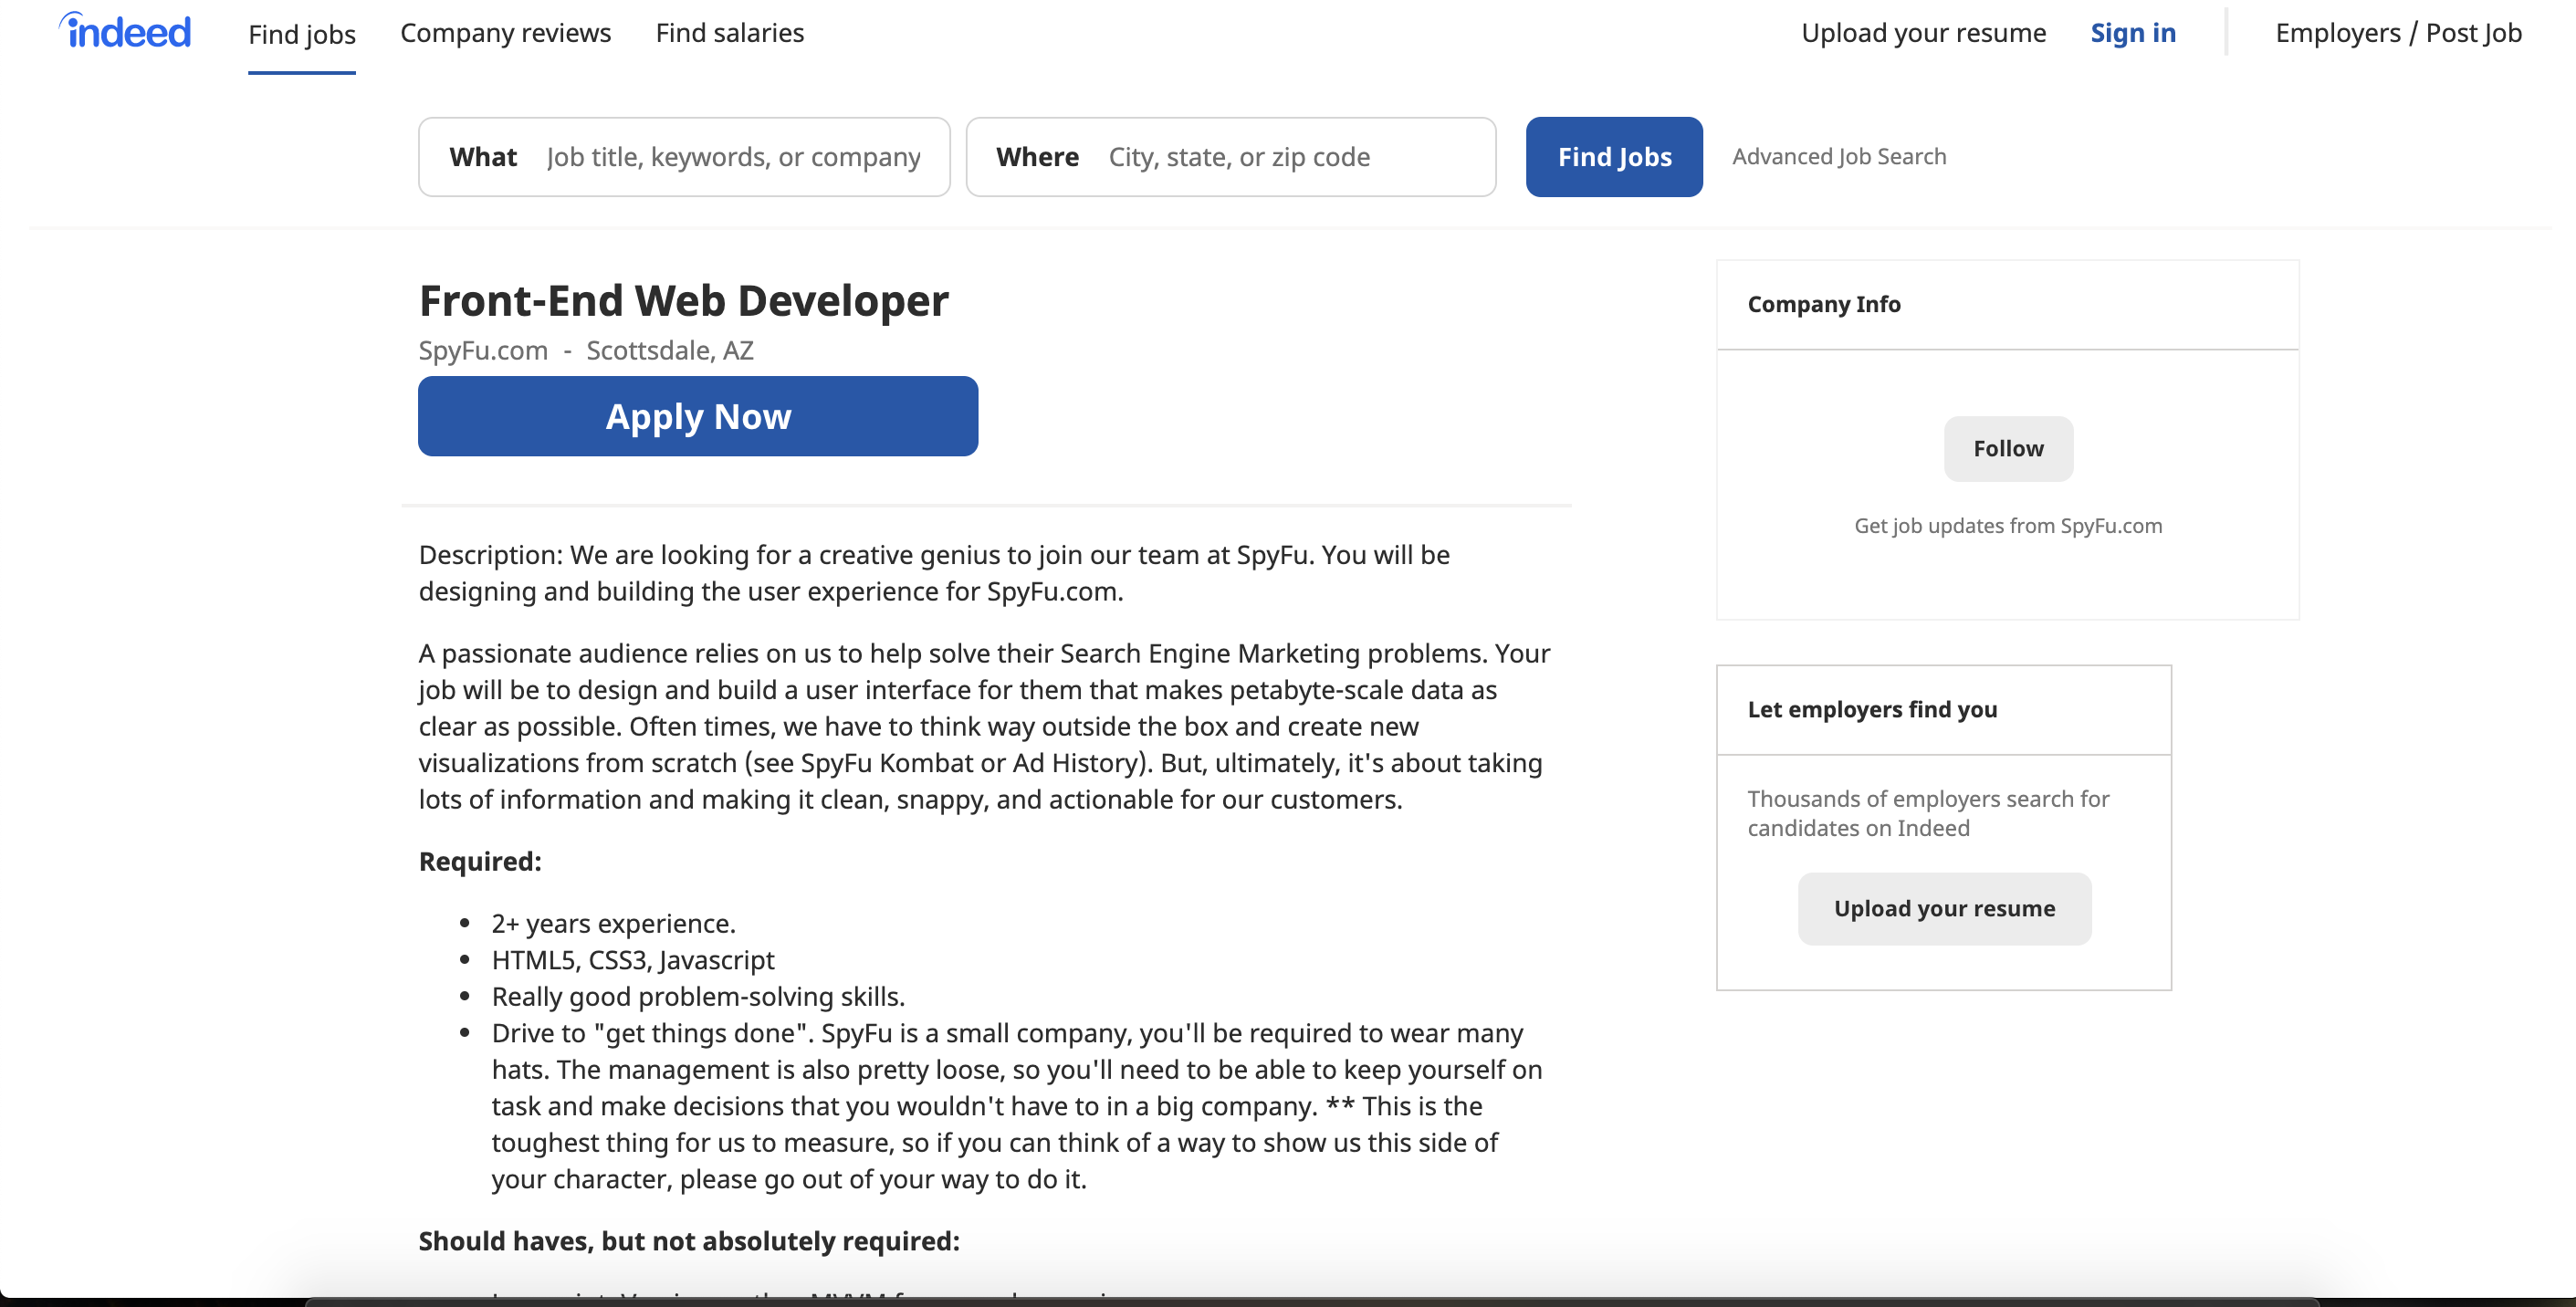 indeed
Find jobs
Company reviews
Find salaries
Upload your resume
Sign in
Employers / Post Job
What Job title, keywords, or company
Where City, state, or zip code
Find Jobs
Advanced Job Search
Front-End Web Developer
SpyFu.com - Scottsdale, AZ
Apply Now
Description: We are looking for a creative genius to join our team at SpyFu. You will be
designing and building the user experience for SpyFu.com.
A passionate audience relies on us to help solve their Search Engine Marketing problems. Your
job will be to design and build a user interface for them that makes petabyte-scale data as
clear as possible. Often times, we have to think way outside the box and create new
visualizations from scratch (see SpyFu Kombat or Ad History). But, ultimately, it's about taking
lots of information and making it clean, snappy, and actionable for our customers.
Required:
• 2+ years experience.
• HTML5, CSS3, Javascript
• Really good problem-solving skills.
• Drive to "get things done". SpyFu is a small company, you'll be required to wear many
hats. The management is also pretty loose, so you'll need to be able to keep yourself on
task and make decisions that you wouldn't have to in a big company. ** This is the
toughest thing for us to measure, so if you can think of a way to show us this side of
your character, please go out of your way to do it.
Should haves, but not absolutely required:
Company Info
Follow
Get job updates from SpyFu.com
Let employers find you
Thousands of employers search for
candidates on Indeed
Upload your resume